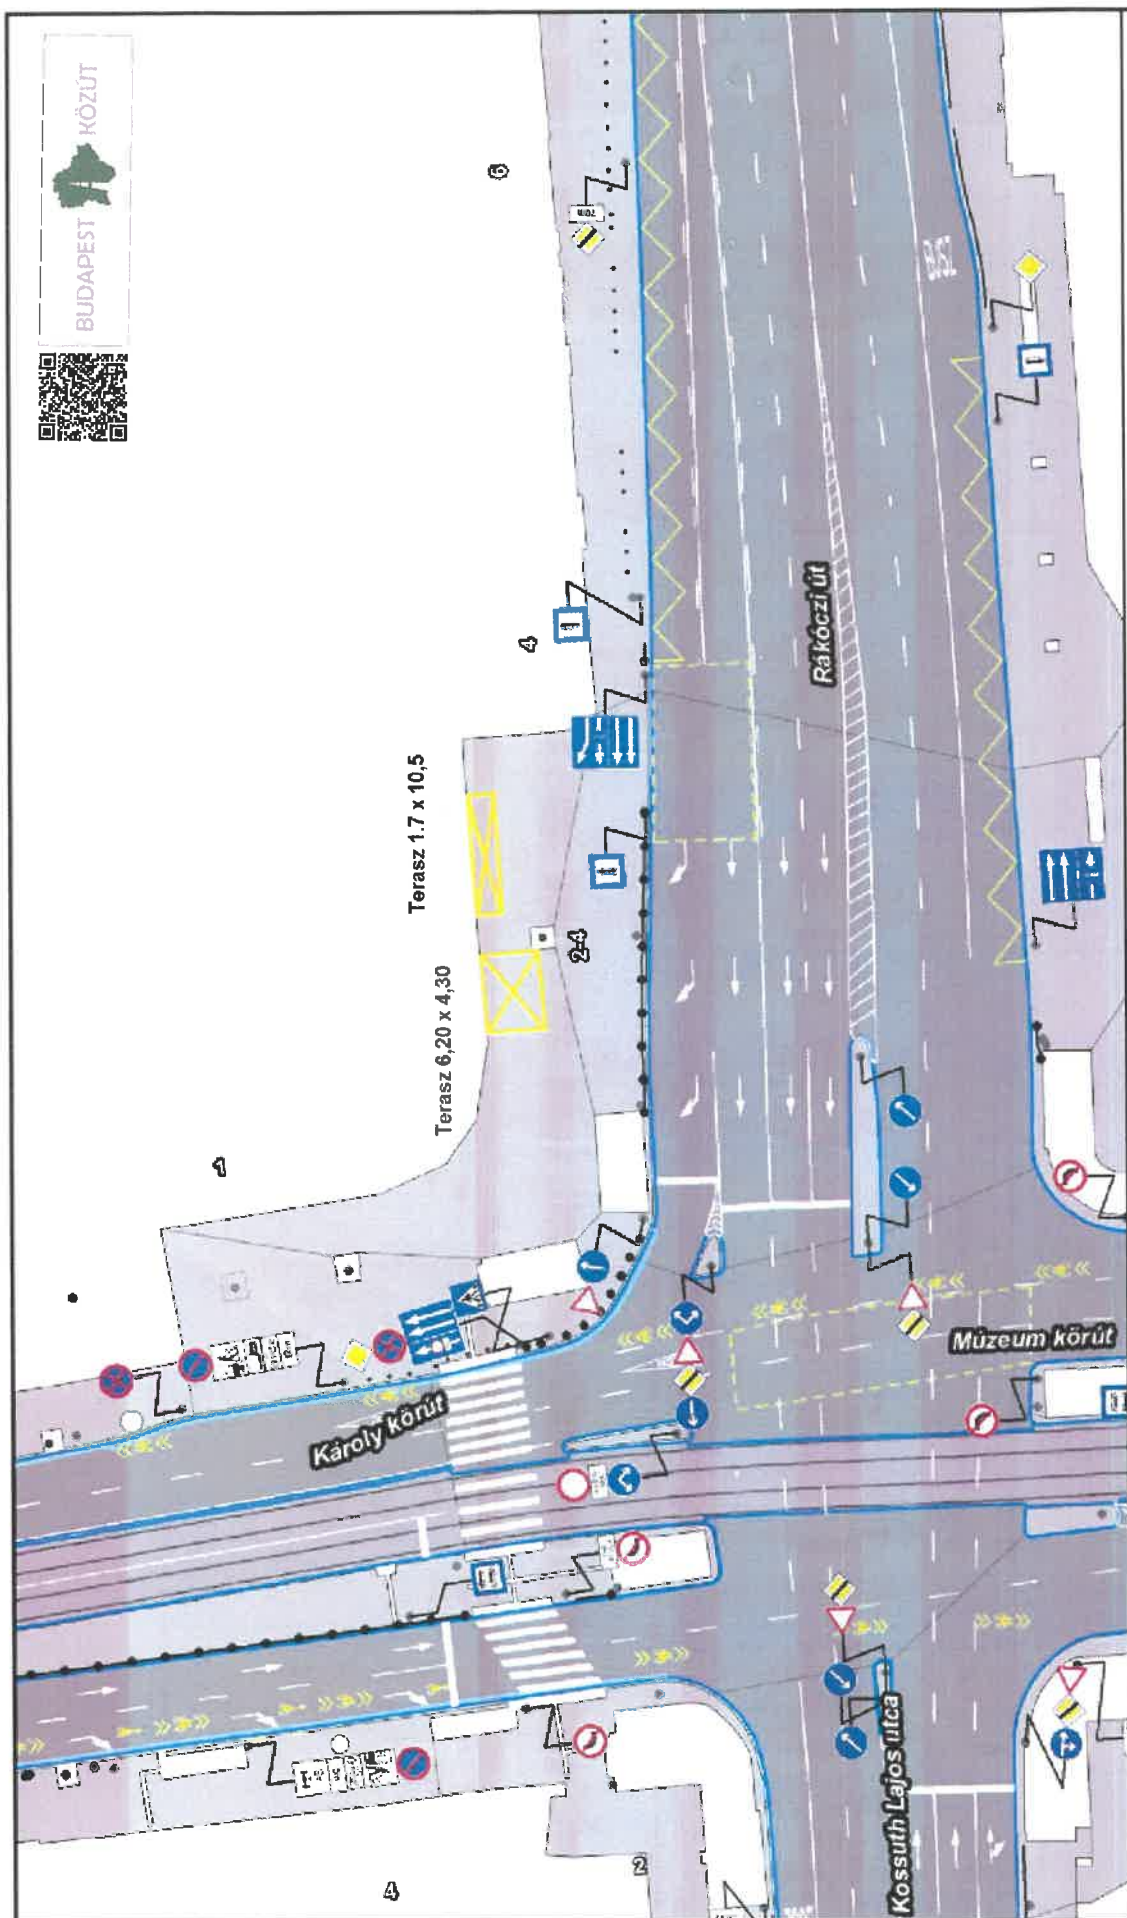 BUDAPEST KÖZÚT
6
70m
4
Terasz 1.7 x 10,5
2-4
Terasz 6,20 x 4,30
1
BUSZ
Rákóczi út
Múzeum körút
Károly körút
Kossuth Lajos utca
2
4